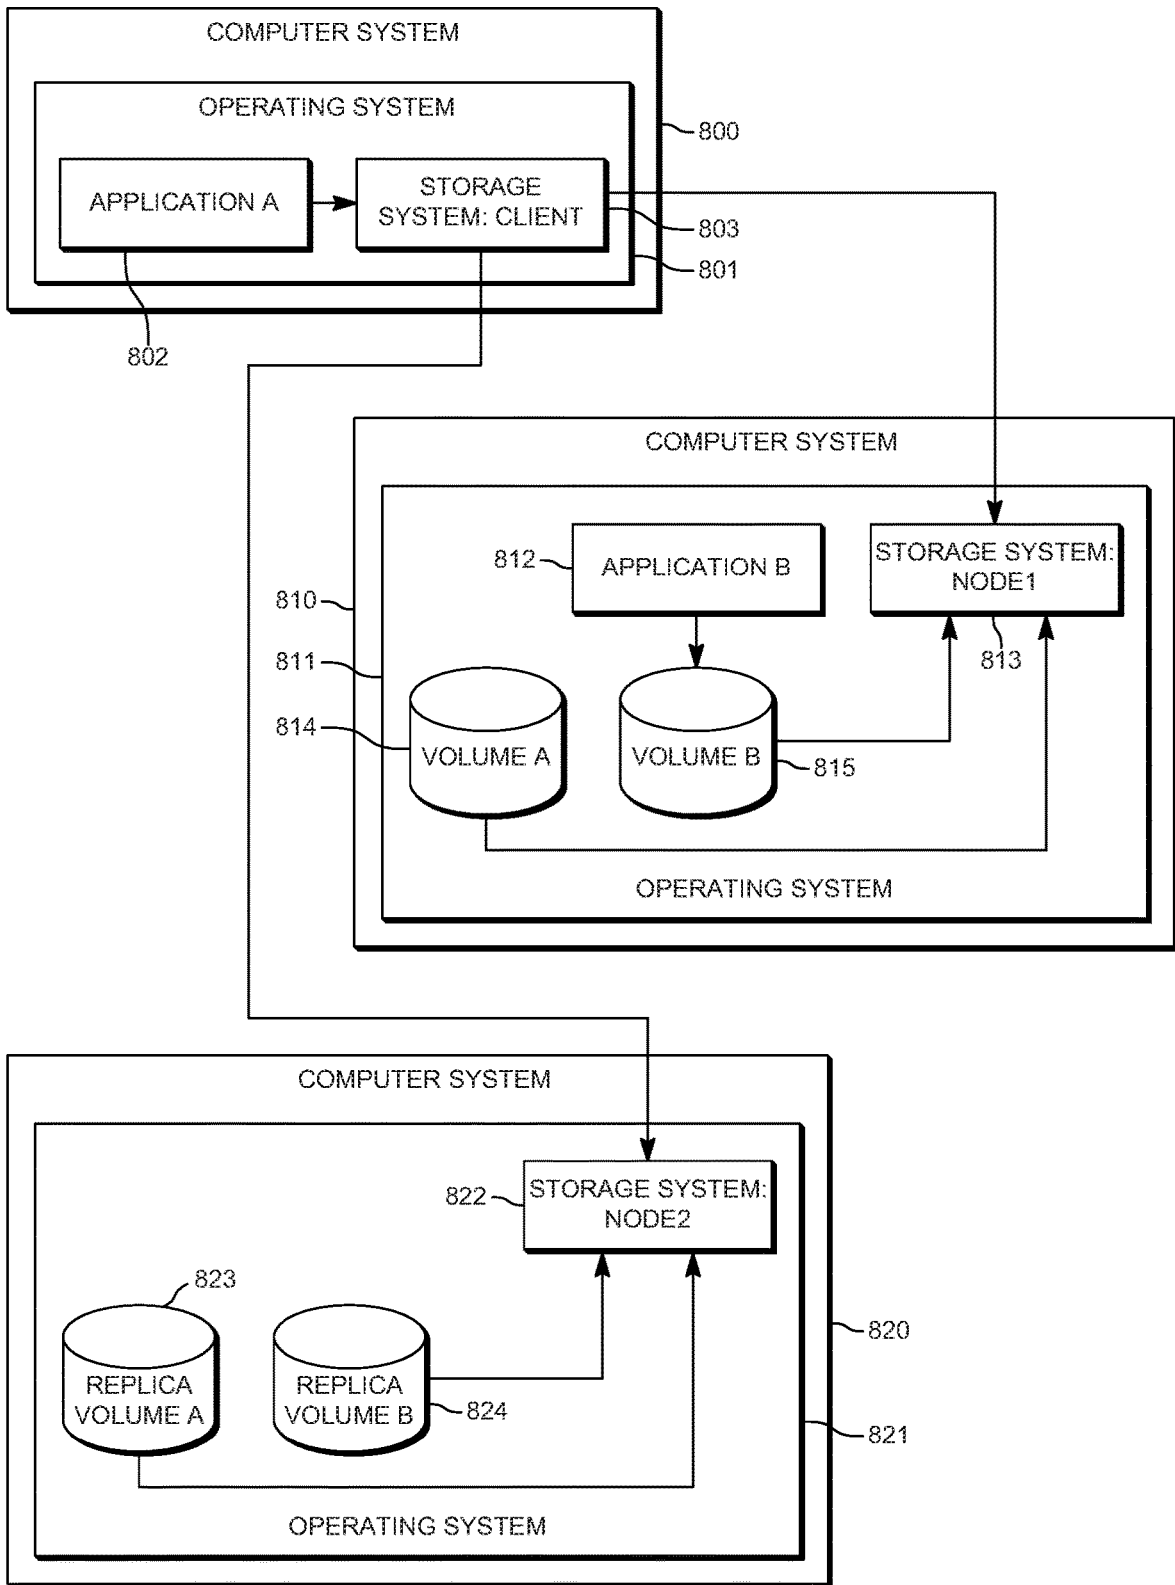 COMPUTER SYSTEM
OPERATING SYSTEM
800
APPLICATION A
STORAGE
SYSTEM: CLIENT
803
801
802
COMPUTER SYSTEM
812
APPLICATION B
STORAGE SYSTEM:
NODE1
810
811
813
814
VOLUME A
VOLUME B
815
OPERATING SYSTEM
COMPUTER SYSTEM
822
STORAGE SYSTEM:
NODE2
823
820
REPLICA
VOLUME A
REPLICA
VOLUME B
824
821
OPERATING SYSTEM